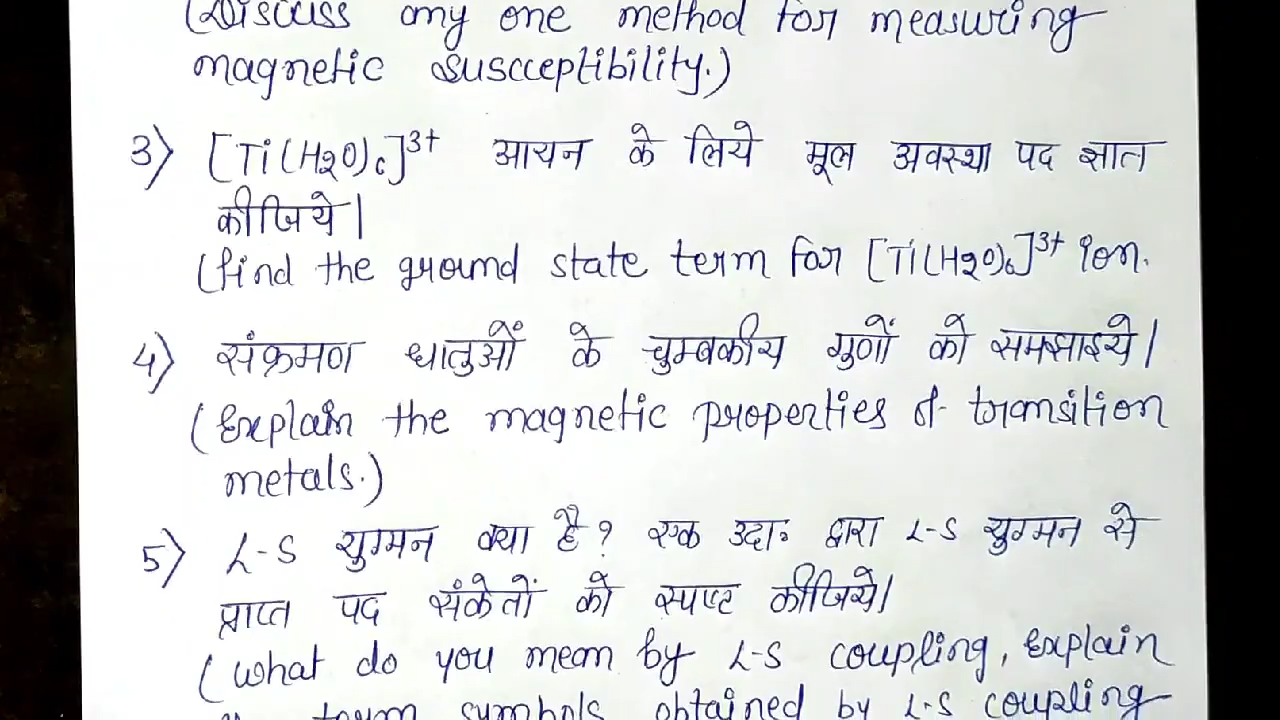 (Discuss any one method for measuring
magnetic susceptibility.)
3) [Ti(H2O)6]3+ आयन के लिये मूल अवस्था पद ज्ञात
कीजिये।
(find the ground state term for [Ti(H2O)6]3+ ion.
4) संक्रमण धातुओं के चुम्बकीय गुणों को समझाइये।
(Explain the magnetic properties of transition
metals.)
5) L-S युग्मन क्या है? एक उदाः द्वारा L-S युग्मन से
प्राप्त पद संकेतों को स्पष्ट कीजिये।
(what do you mean by L-S coupling, Explain
term symbols obtained by L-S coupling